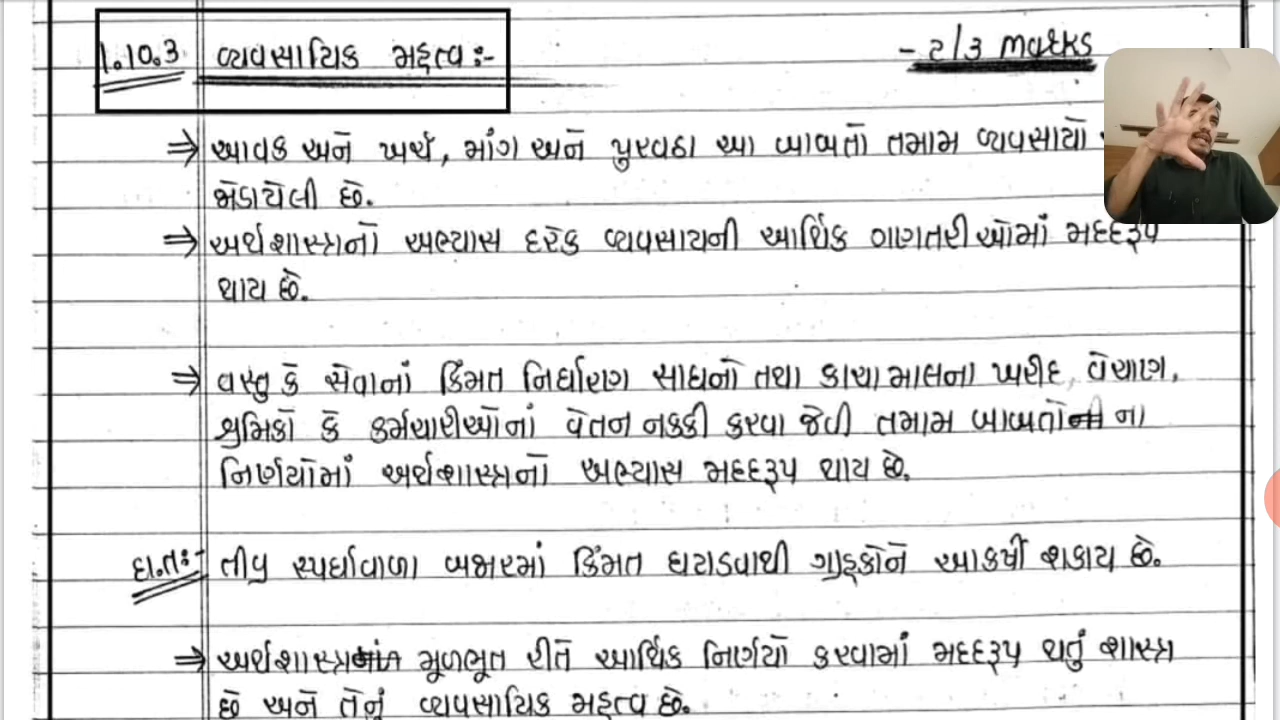 1.10.3 વ્યવસાયિક મહત્વ :-
- ૨/૩ marks
⇒ આવક અને ખર્ચ, માંગ અને પુરવઠા આ બાબતો તમામ વ્યવસાયો
જોડાયેલી છે.
⇒ અર્થશાસ્ત્રનો અભ્યાસ દરેક વ્યવસાયની આર્થિક ગણતરીઓમાં મદદરૂપ
થાય છે.
⇒ વસ્તુ કે સેવાનાં કિંમત નિર્ધારણ સાધનો તથા કાચા માલના ખરીદ, વેચાણ,
શ્રમિકો કે કર્મચારીઓનાં વેતન નક્કી કરવા જેવી તમામ બાબતો ના
નિર્ણયોમાં અર્થશાસ્ત્રનો અભ્યાસ મદદરૂપ થાય છે.
દા.ત.:- તીવ્ર સ્પર્ધાવાળા બજારમાં કિંમત ઘટાડવાથી ગ્રાહકોને આકર્ષી શકાય છે.
⇒ અર્થશાસ્ત્ર મૂળભૂત રીતે આર્થિક નિર્ણયો કરવામાં મદદરૂપ થતું શાસ્ત્ર
છે અને તેનું વ્યવસાયિક મહત્વ છે.